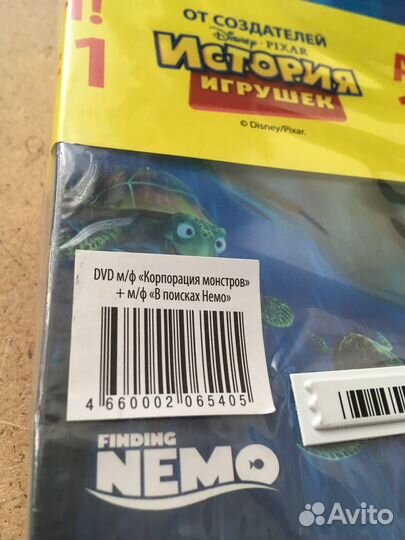 И!
1
ОТ СОЗДАТЕЛЕЙ
Disney · PIXAR
ИСТОРИЯ
ИГРУШЕК
© Disney/Pixar.
DVD м/ф «Корпорация монстров»
+ м/ф «В поисках Немо»
4 660002 065405
FINDING
NEMO
Avito